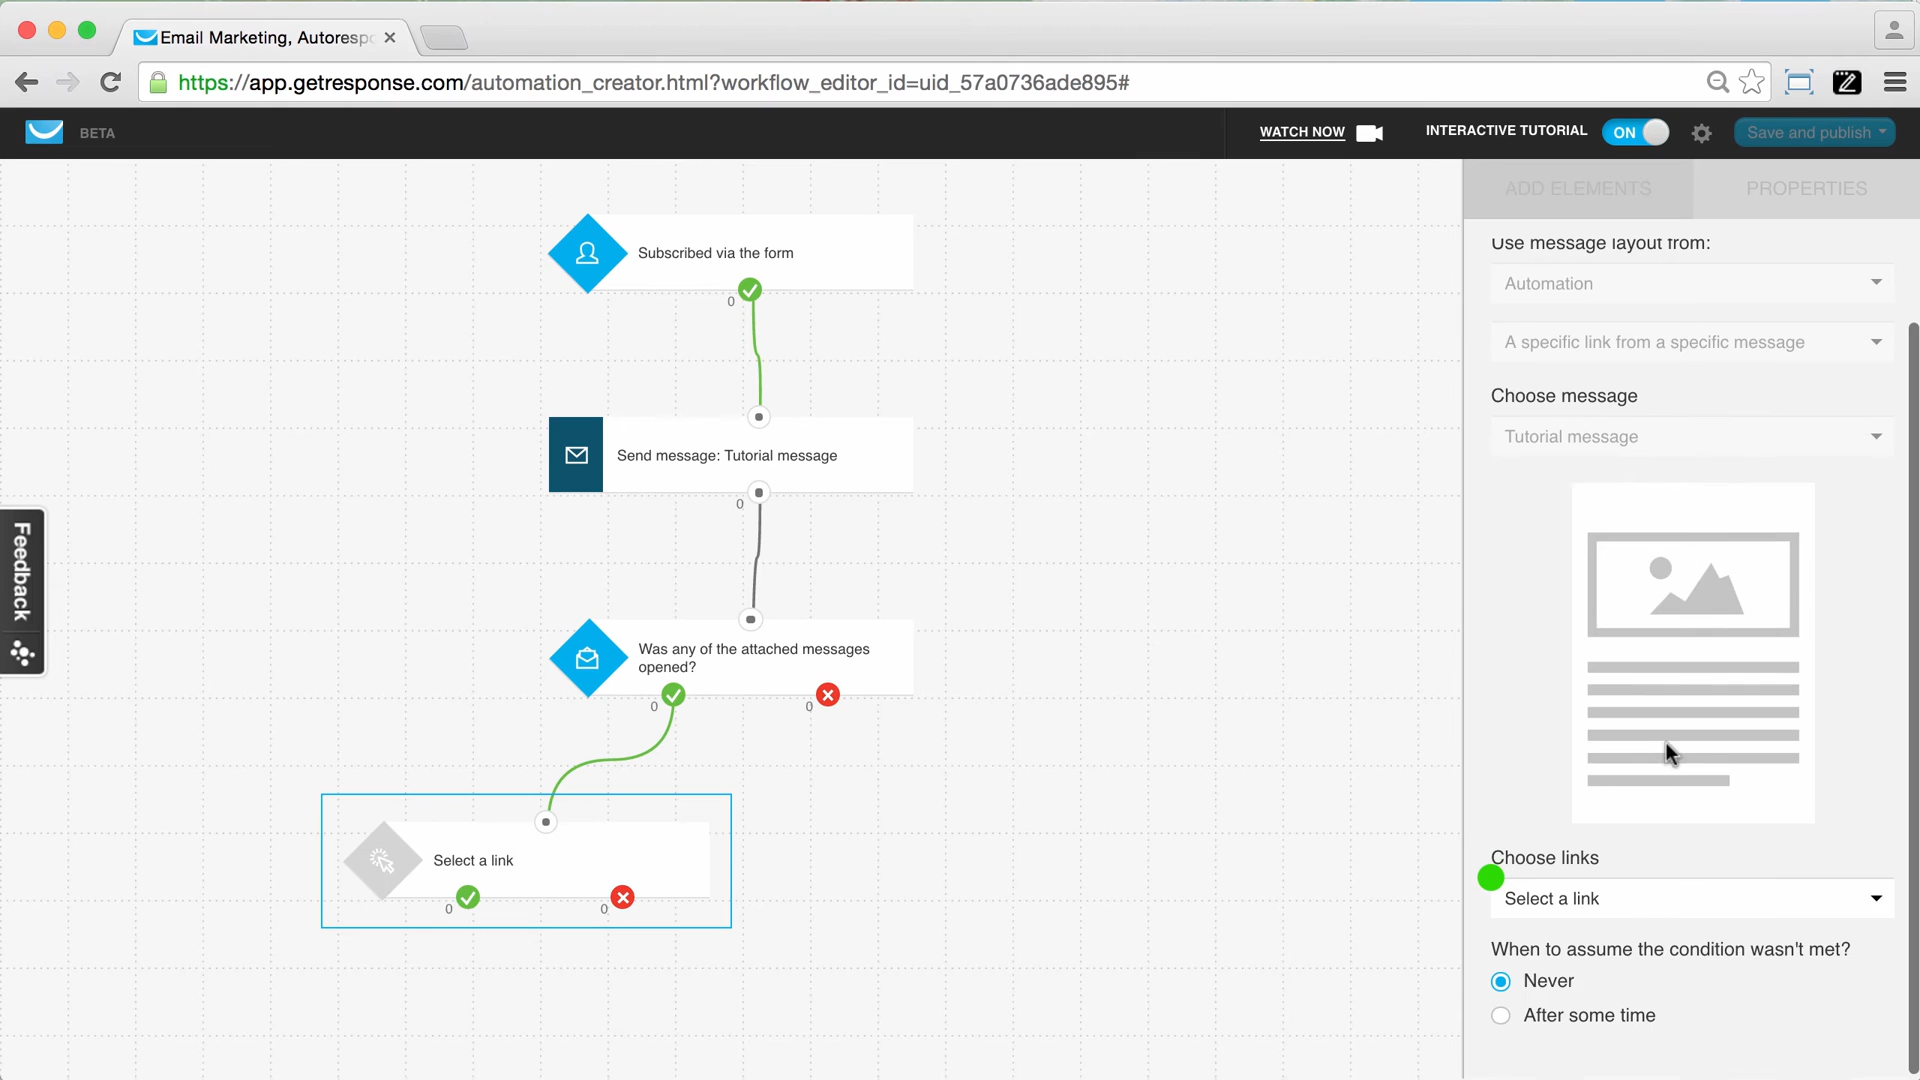 Email Marketing, Autoresp
https://app.getresponse.com/automation_creator.html?workflow_editor_id=uid_57a0736ade895#
BETA
WATCH NOW
INTERACTIVE TUTORIAL
ON
Save and publish
ADD ELEMENTS
PROPERTIES
Subscribed via the form
0
Send message: Tutorial message
0
Was any of the attached messages
opened?
0
0
Select a link
0
0
Feedback
Use message layout from:
Automation
A specific link from a specific message
Choose message
Tutorial message
Choose links
Select a link
When to assume the condition wasn't met?
Never
After some time